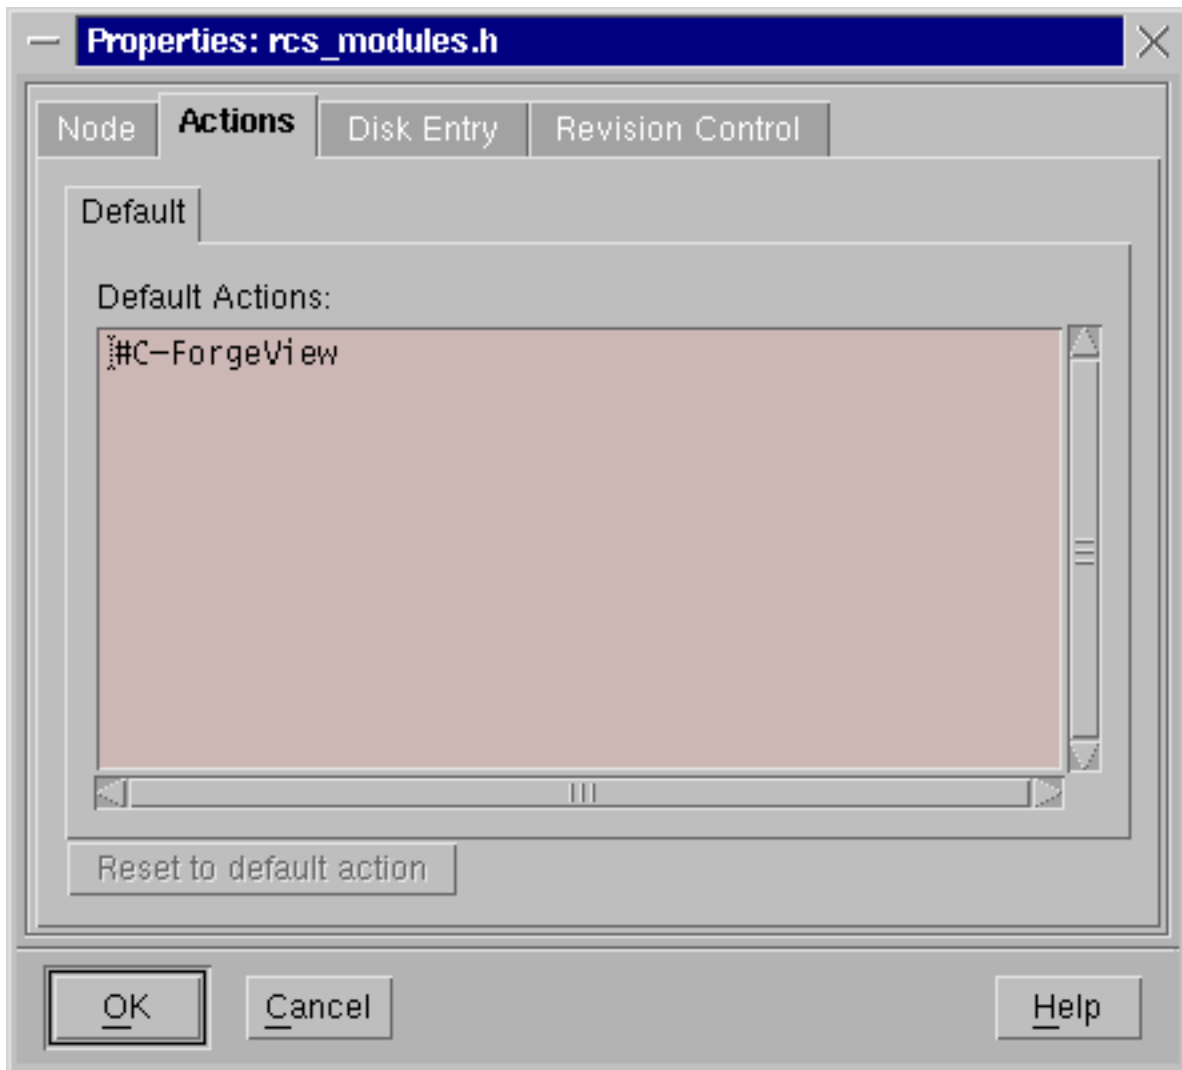 Properties: rcs_modules.h
Node Actions Disk Entry Revision Control
Default
Default Actions:
#C-ForgeView
Reset to default action
OK Cancel Help